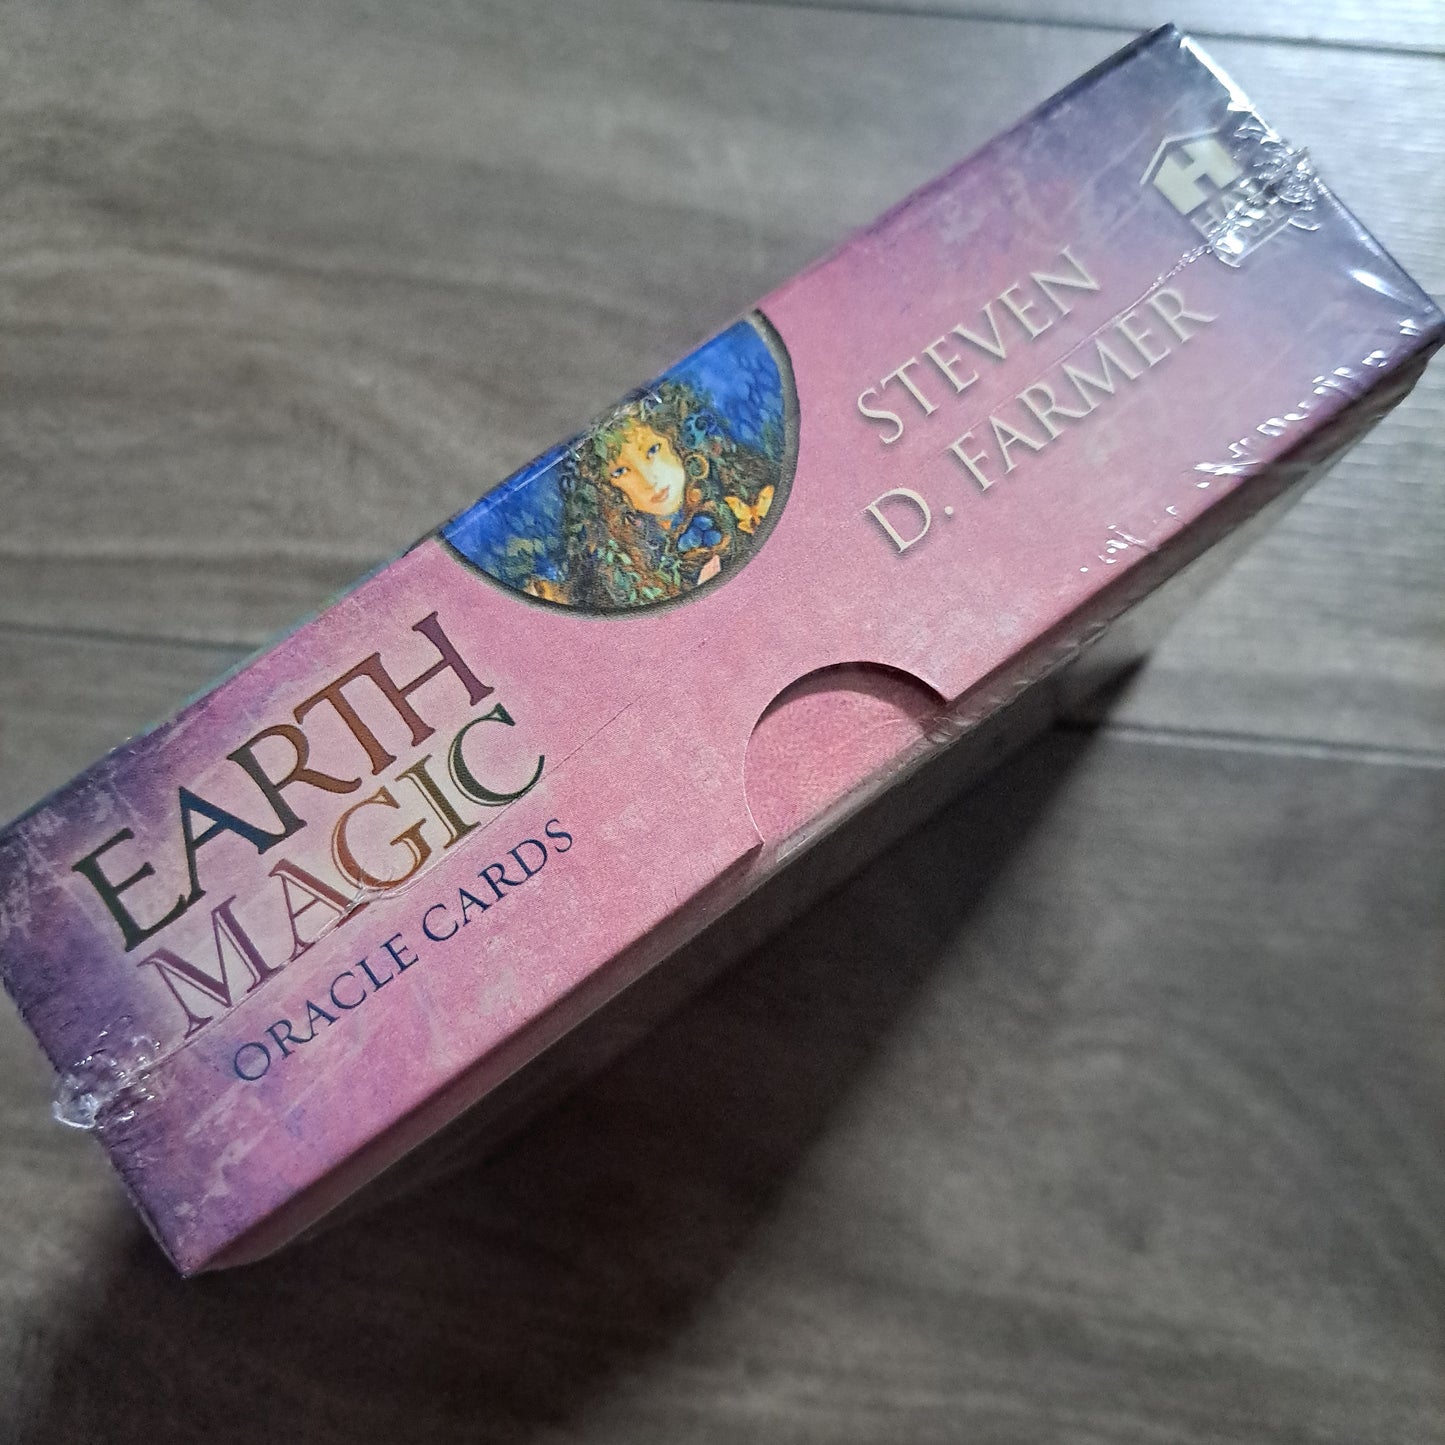 EARTH
MAGIC
ORACLE CARDS
STEVEN
D. FARMER
H